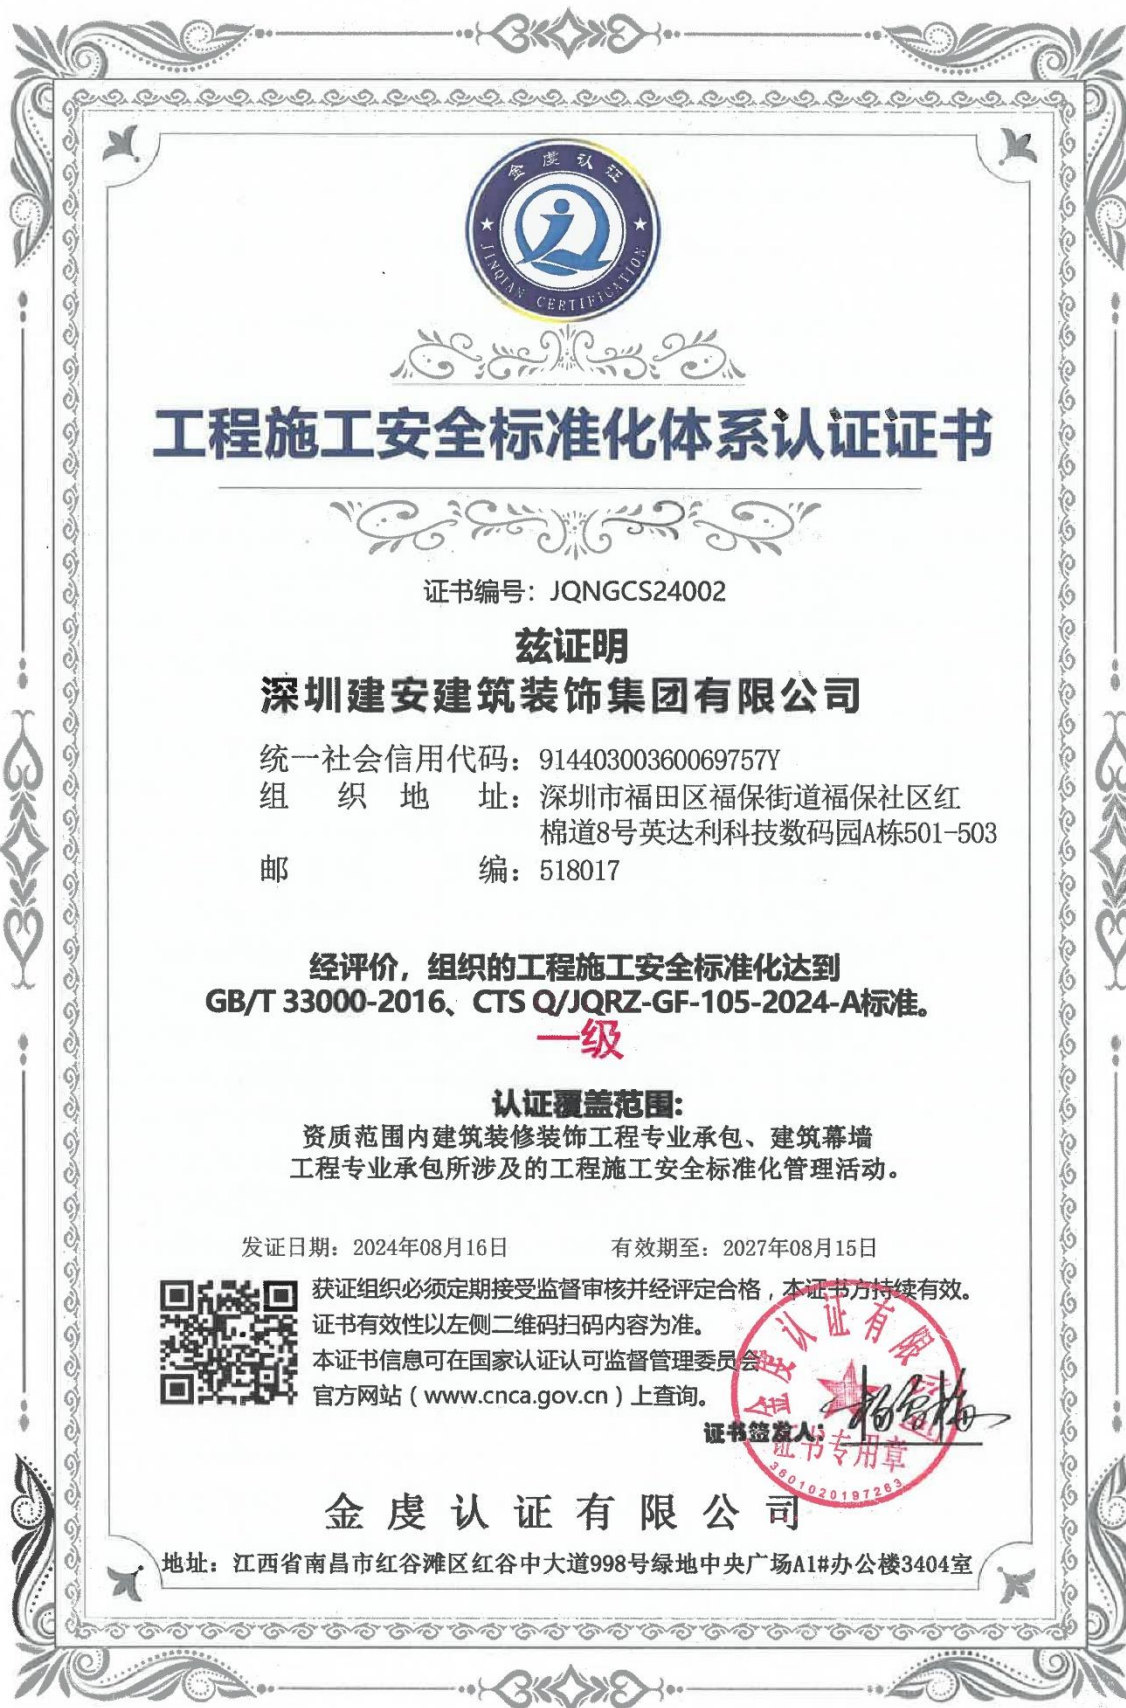 金虔认证
JINQIAN CERTIFICATION
工程施工安全标准化体系认证证书
证书编号：JQNGCS24002
兹证明
深圳建安建筑装饰集团有限公司
统一社会信用代码：91440300360069757Y
组织地址：深圳市福田区福保街道福保社区红
棉道8号英达利科技数码园A栋501-503
邮编：518017
经评价，组织的工程施工安全标准化达到
GB/T 33000-2016、CTS Q/JQRZ-GF-105-2024-A标准。
一级
认证覆盖范围:
资质范围内建筑装修装饰工程专业承包、建筑幕墙
工程专业承包所涉及的工程施工安全标准化管理活动。
发证日期：2024年08月16日 有效期至：2027年08月15日
获证组织必须定期接受监督审核并经评定合格，本证书方持续有效。
证书有效性以左侧二维码扫码内容为准。
本证书信息可在国家认证认可监督管理委员会
官方网站（www.cnca.gov.cn）上查询。
证书签发人：
金虔认证有限公司
证书专用章
3601020197263
金虔认证有限公司
地址：江西省南昌市红谷滩区红谷中大道998号绿地中央广场A1#办公楼3404室